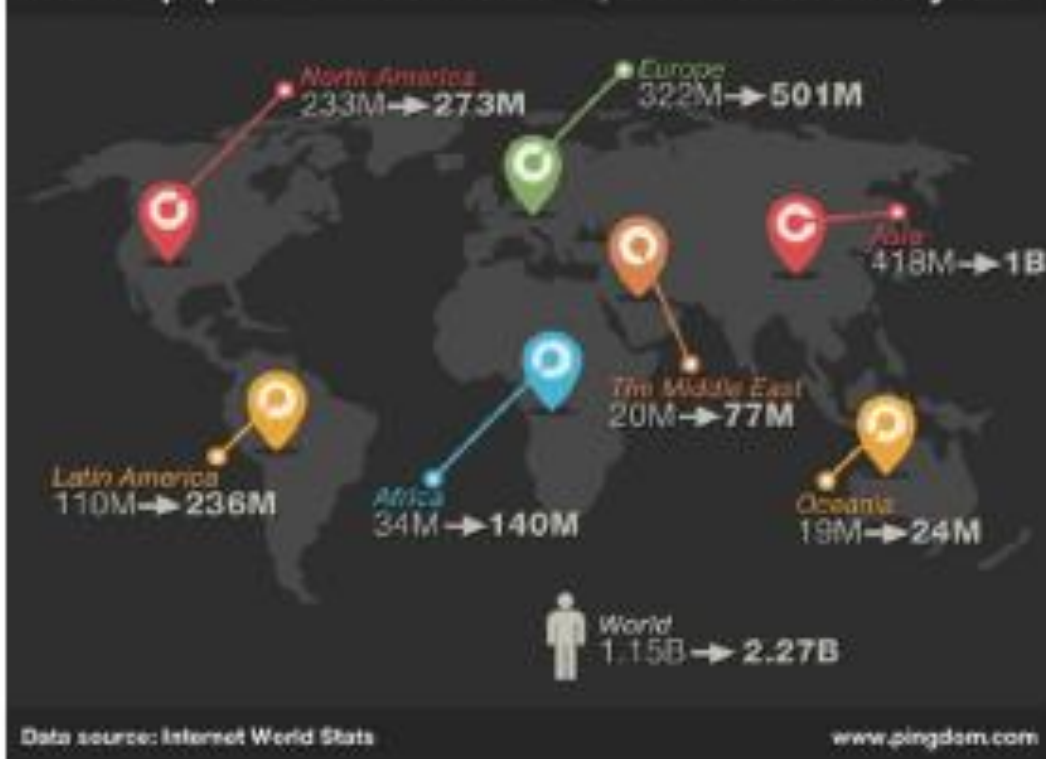 North America
233M→273M
Europe
322M→501M
Asia
418M→1B
The Middle East
20M→77M
Latin America
110M→236M
Africa
34M→140M
Oceania
19M→24M
World
1.15B→2.27B
Data source: Internet World Stats
www.pingdom.com